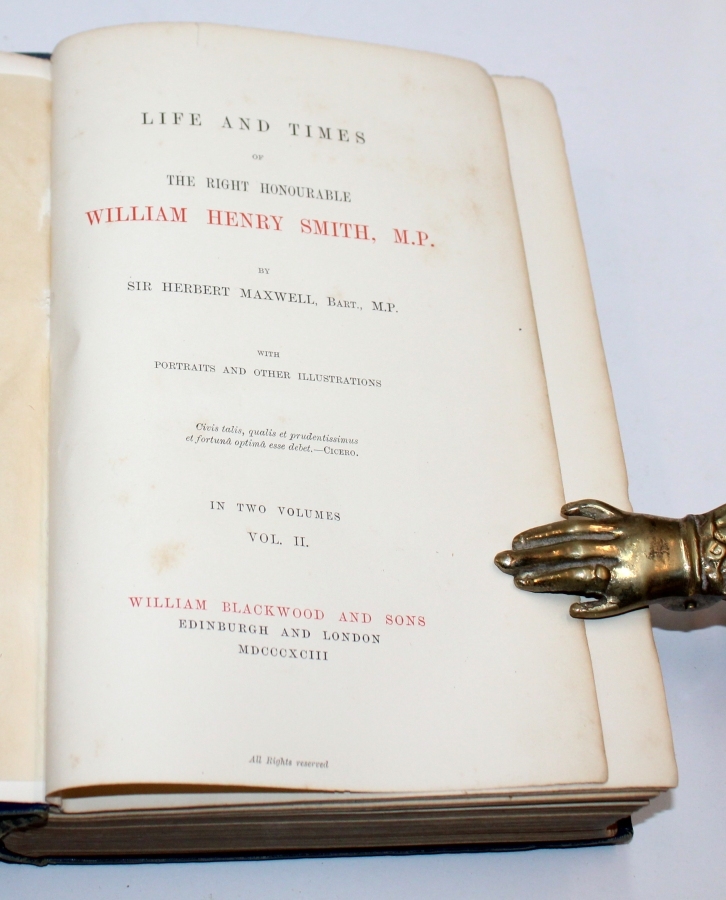 LIFE AND TIMES
OF
THE RIGHT HONOURABLE
WILLIAM HENRY SMITH, M.P.
BY
SIR HERBERT MAXWELL, BART., M.P.
WITH
PORTRAITS AND OTHER ILLUSTRATIONS
Civis talis, qualis et prudentissimus
et fortunâ optimâ esse debet.—CICERO.
IN TWO VOLUMES
VOL. II.
WILLIAM BLACKWOOD AND SONS
EDINBURGH AND LONDON
MDCCCXCIII
All Rights reserved